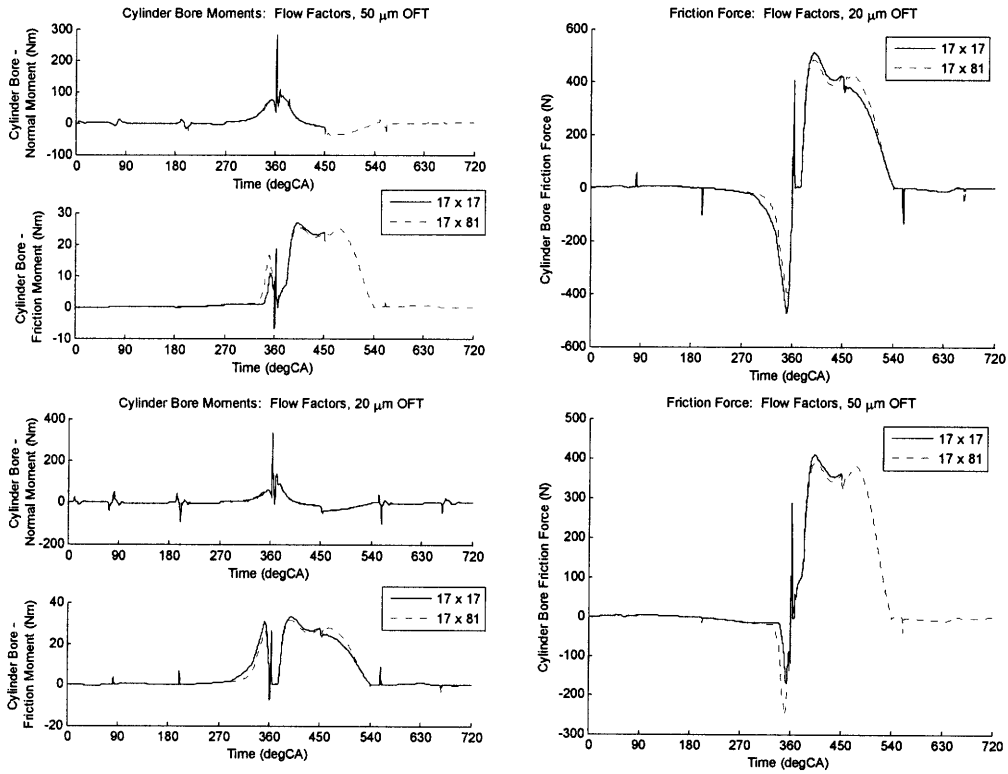 Cylinder Bore Moments: Flow Factors, 50 μm OFT
Cylinder Bore -
Normal Moment (Nm)
300
200
100
0
-100
0 90 180 270 360 450 540 630 720
Time (degCA)
17 x 17
17 x 81
Cylinder Bore -
Friction Moment (Nm)
30
20
10
0
-10
0 90 180 270 360 450 540 630 720
Time (degCA)
Friction Force: Flow Factors, 20 μm OFT
17 x 17
17 x 81
Cylinder Bore Friction Force (N)
600
400
200
0
-200
-400
-600
0 90 180 270 360 450 540 630 720
Time (degCA)
Cylinder Bore Moments: Flow Factors, 20 μm OFT
Cylinder Bore -
Normal Moment (Nm)
400
200
0
-200
0 90 180 270 360 450 540 630 720
Time (degCA)
17 x 17
17 x 81
Cylinder Bore -
Friction Moment (Nm)
40
20
0
-20
0 90 180 270 360 450 540 630 720
Time (degCA)
Friction Force: Flow Factors, 50 μm OFT
17 x 17
17 x 81
Cylinder Bore Friction Force (N)
500
400
300
200
100
0
-100
-200
-300
0 90 180 270 360 450 540 630 720
Time (degCA)